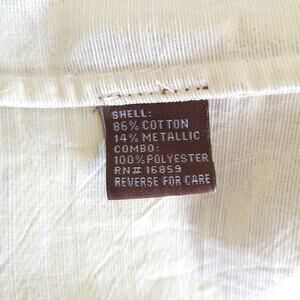 SHELL:
86% COTTON
14% METALLIC
COMBO:
100% POLYESTER
RN# 16859
REVERSE FOR CARE